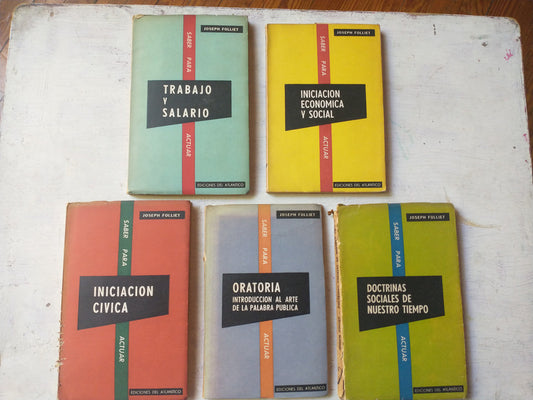 JOSEPH FOLLIET
SABER PARA ACTUAR
TRABAJO
Y
SALARIO
EDICIONES DEL ATLANTICO
JOSEPH FOLLIET
SABER PARA ACTUAR
INICIACION
ECONOMICA
Y SOCIAL
EDICIONES DEL ATLANTICO
JOSEPH FOLLIET
SABER PARA ACTUAR
INICIACION
CIVICA
EDICIONES DEL ATLANTICO
JOSEPH FOLLIET
SABER PARA ACTUAR
ORATORIA
INTRODUCCION AL ARTE
DE LA PALABRA PUBLICA
EDICIONES DEL ATLANTICO
JOSEPH FOLLIET
SABER PARA ACTUAR
DOCTRINAS
SOCIALES DE
NUESTRO TIEMPO
EDICIONES DEL ATLANTICO